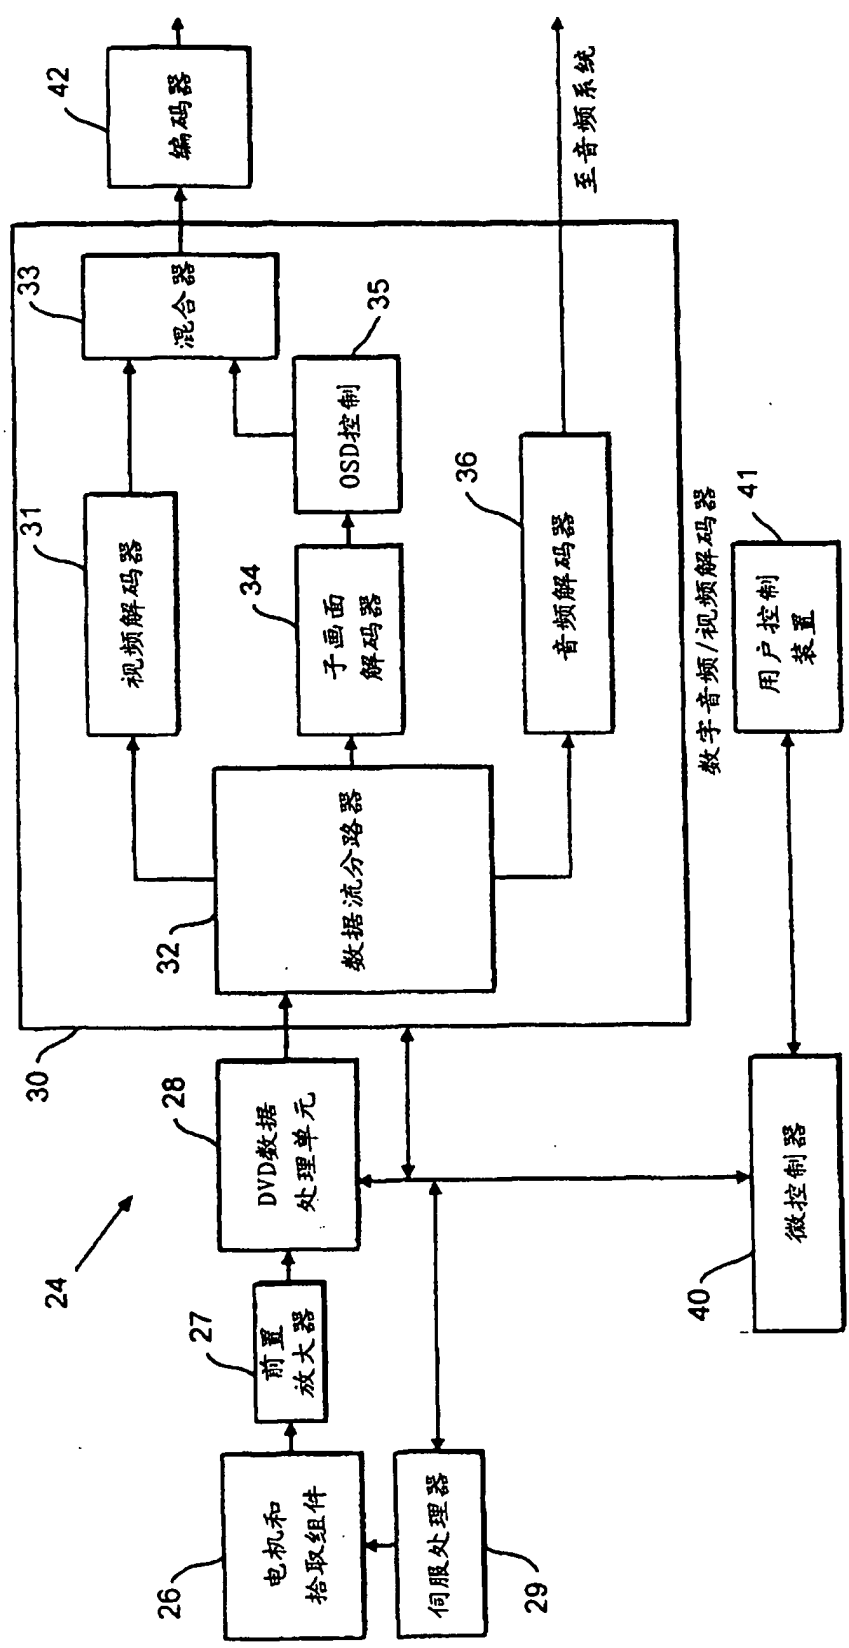 24
26
电机和
拾取组件
27
前置
放大器
28
DVD数据
处理单元
29
伺服处理器
30
32
数据流分路器
31
视频解码器
34
子画面
解码器
35
OSD控制
33
混合器
36
音频解码器
42
编码器
至音频系统
数字音频/视频解码器
40
微控制器
41
用户控制
装置